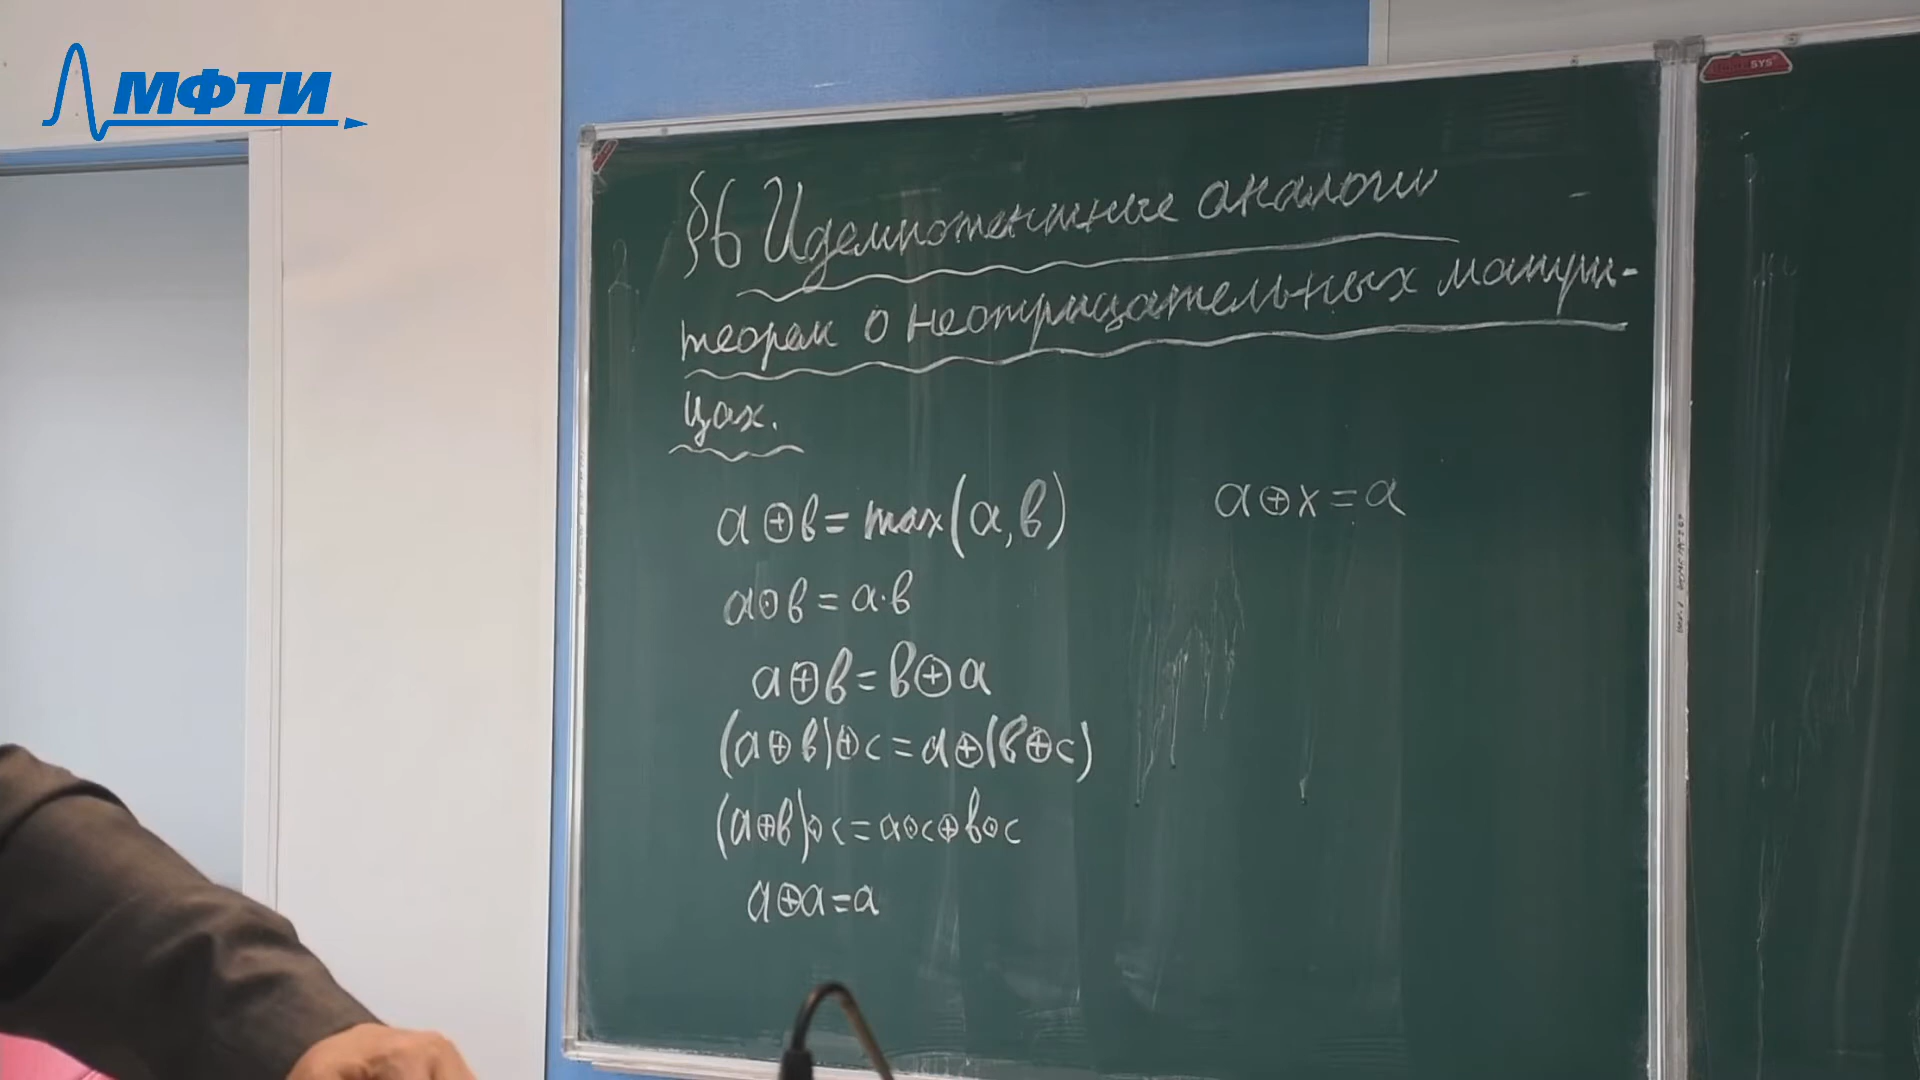 МФТИ
§6 Идемпотентные аналоги
теорем о неотрицательных матри-
цах.
a ⊕ b = max(a, b)
a ⊕ x = a
a ⊙ b = a·b
a ⊕ b = b ⊕ a
(a ⊕ b) ⊕ c = a ⊕ (b ⊕ c)
(a ⊕ b) ⊙ c = a ⊙ c ⊕ b ⊙ c
a ⊕ a = a